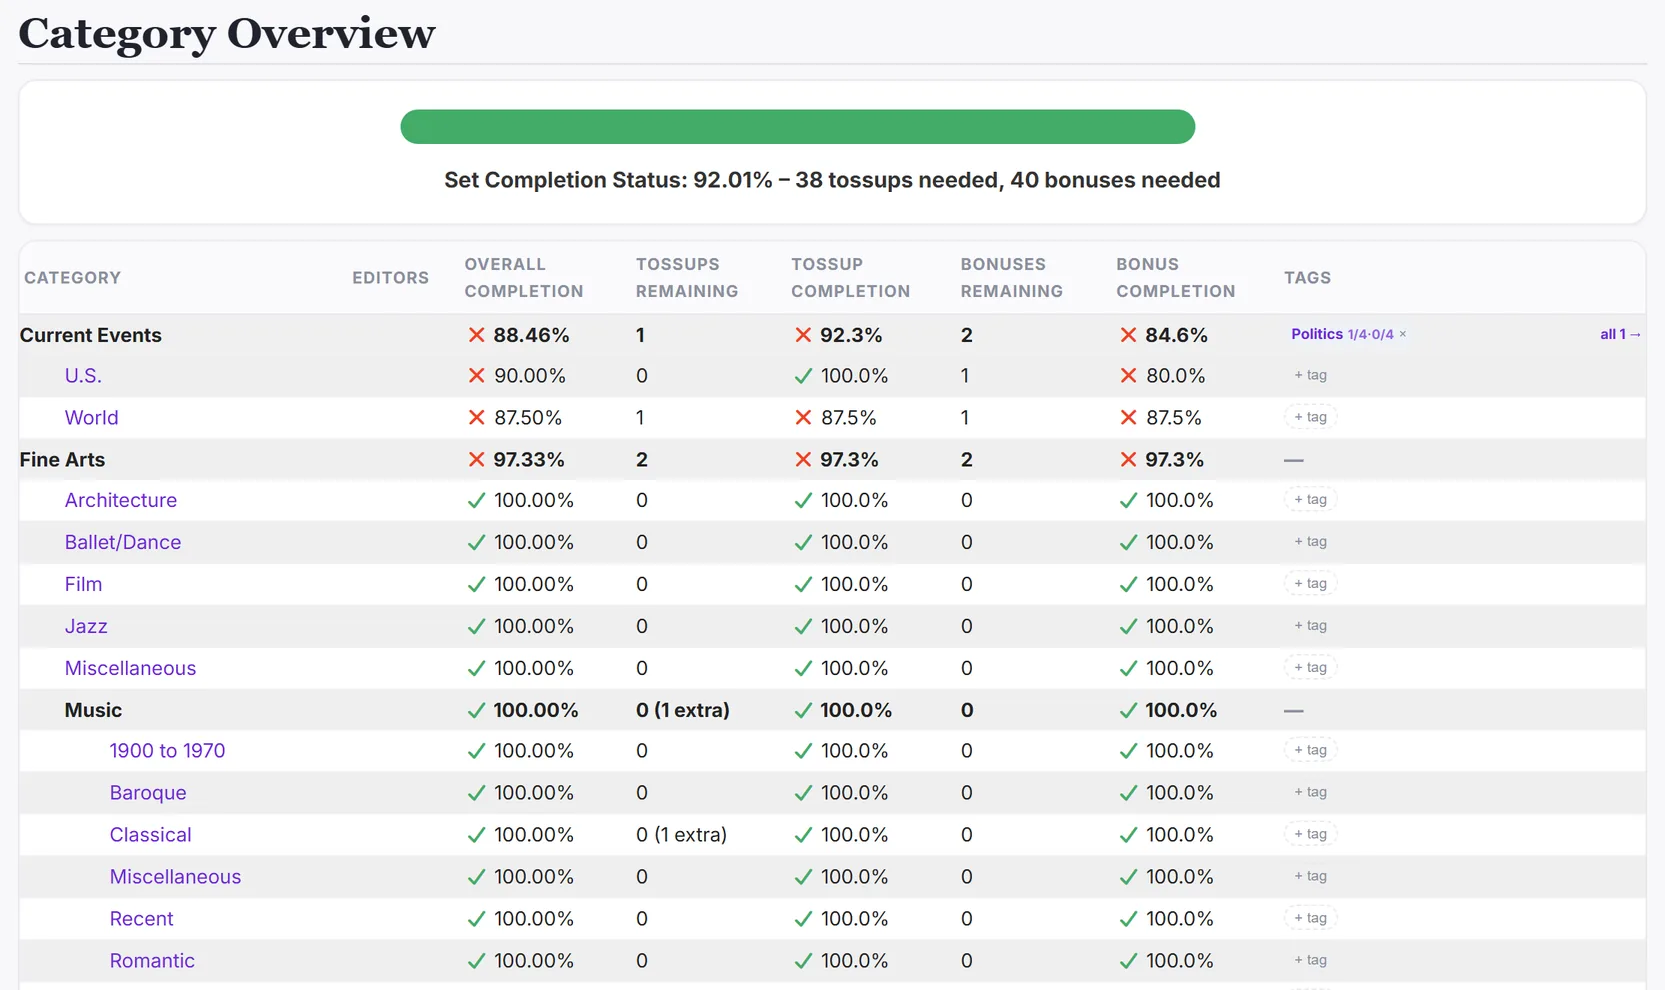 Category Overview
Set Completion Status: 92.01% – 38 tossups needed, 40 bonuses needed
CATEGORY EDITORS OVERALL COMPLETION TOSSUPS REMAINING TOSSUP COMPLETION BONUSES REMAINING BONUS COMPLETION TAGS
Current Events ✕ 88.46% 1 ✕ 92.3% 2 ✕ 84.6% Politics 1/4·0/4 × all 1 →
U.S. ✕ 90.00% 0 ✓ 100.0% 1 ✕ 80.0% + tag
World ✕ 87.50% 1 ✕ 87.5% 1 ✕ 87.5% + tag
Fine Arts ✕ 97.33% 2 ✕ 97.3% 2 ✕ 97.3% —
Architecture ✓ 100.00% 0 ✓ 100.0% 0 ✓ 100.0% + tag
Ballet/Dance ✓ 100.00% 0 ✓ 100.0% 0 ✓ 100.0% + tag
Film ✓ 100.00% 0 ✓ 100.0% 0 ✓ 100.0% + tag
Jazz ✓ 100.00% 0 ✓ 100.0% 0 ✓ 100.0% + tag
Miscellaneous ✓ 100.00% 0 ✓ 100.0% 0 ✓ 100.0% + tag
Music ✓ 100.00% 0 (1 extra) ✓ 100.0% 0 ✓ 100.0% —
1900 to 1970 ✓ 100.00% 0 ✓ 100.0% 0 ✓ 100.0% + tag
Baroque ✓ 100.00% 0 ✓ 100.0% 0 ✓ 100.0% + tag
Classical ✓ 100.00% 0 (1 extra) ✓ 100.0% 0 ✓ 100.0% + tag
Miscellaneous ✓ 100.00% 0 ✓ 100.0% 0 ✓ 100.0% + tag
Recent ✓ 100.00% 0 ✓ 100.0% 0 ✓ 100.0% + tag
Romantic ✓ 100.00% 0 ✓ 100.0% 0 ✓ 100.0% + tag